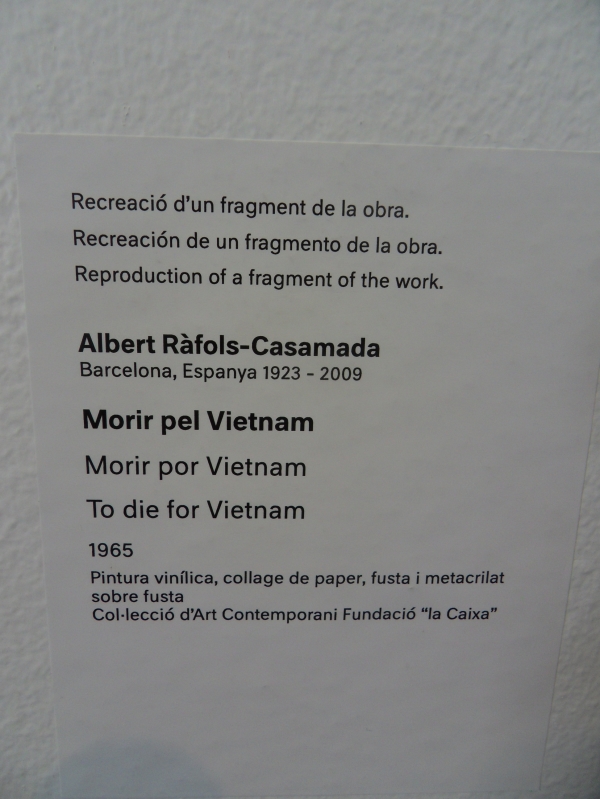 Recreació d'un fragment de la obra.
Recreación de un fragmento de la obra.
Reproduction of a fragment of the work.
Albert Ràfols-Casamada
Barcelona, Espanya 1923 - 2009
Morir pel Vietnam
Morir por Vietnam
To die for Vietnam
1965
Pintura vinílica, collage de paper, fusta i metacrilat
sobre fusta
Col·lecció d'Art Contemporani Fundació "la Caixa"